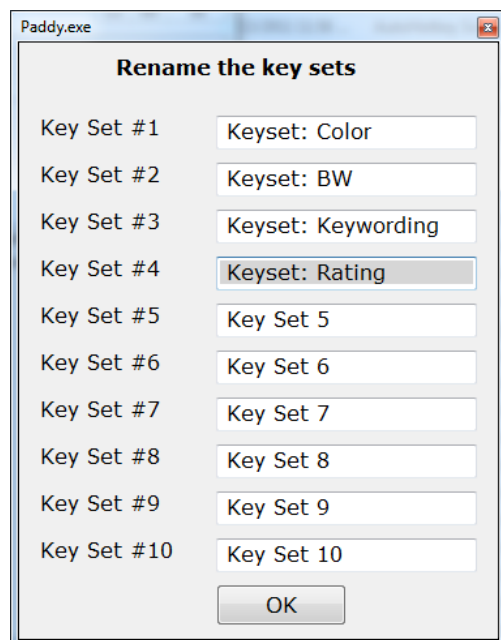 Paddy.exe
Rename the key sets
Key Set #1 Keyset: Color
Key Set #2 Keyset: BW
Key Set #3 Keyset: Keywording
Key Set #4 Keyset: Rating
Key Set #5 Key Set 5
Key Set #6 Key Set 6
Key Set #7 Key Set 7
Key Set #8 Key Set 8
Key Set #9 Key Set 9
Key Set #10 Key Set 10
OK